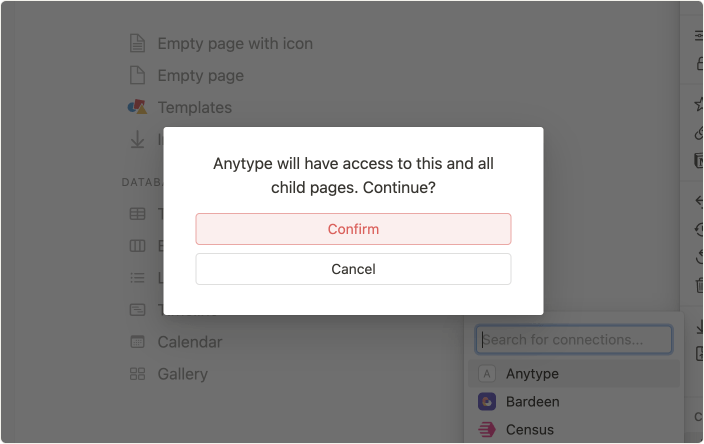 Empty page with icon
Empty page
Templates
Anytype will have access to this and all
child pages. Continue?
DATABA
Confirm
Cancel
Calendar
Gallery
Search for connections...
A Anytype
Bardeen
Census